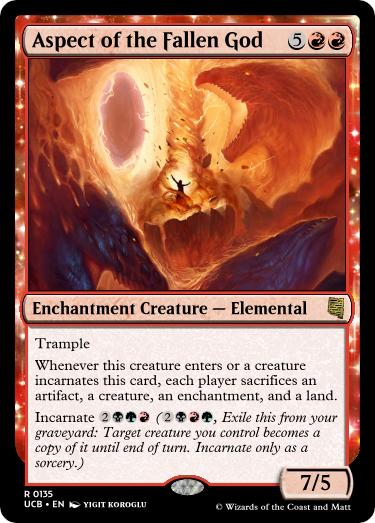 Aspect of the Fallen God 5
Enchantment Creature — Elemental
Trample
Whenever this creature enters or a creature
incarnates this card, each player sacrifices an
artifact, a creature, an enchantment, and a land.
Incarnate 2 (2, Exile this from your
graveyard: Target creature you control becomes a
copy of it until end of turn. Incarnate only as a
sorcery.)
7/5
R 0135
UCB • EN YIGIT KOROGLU
© Wizards of the Coast and Matt